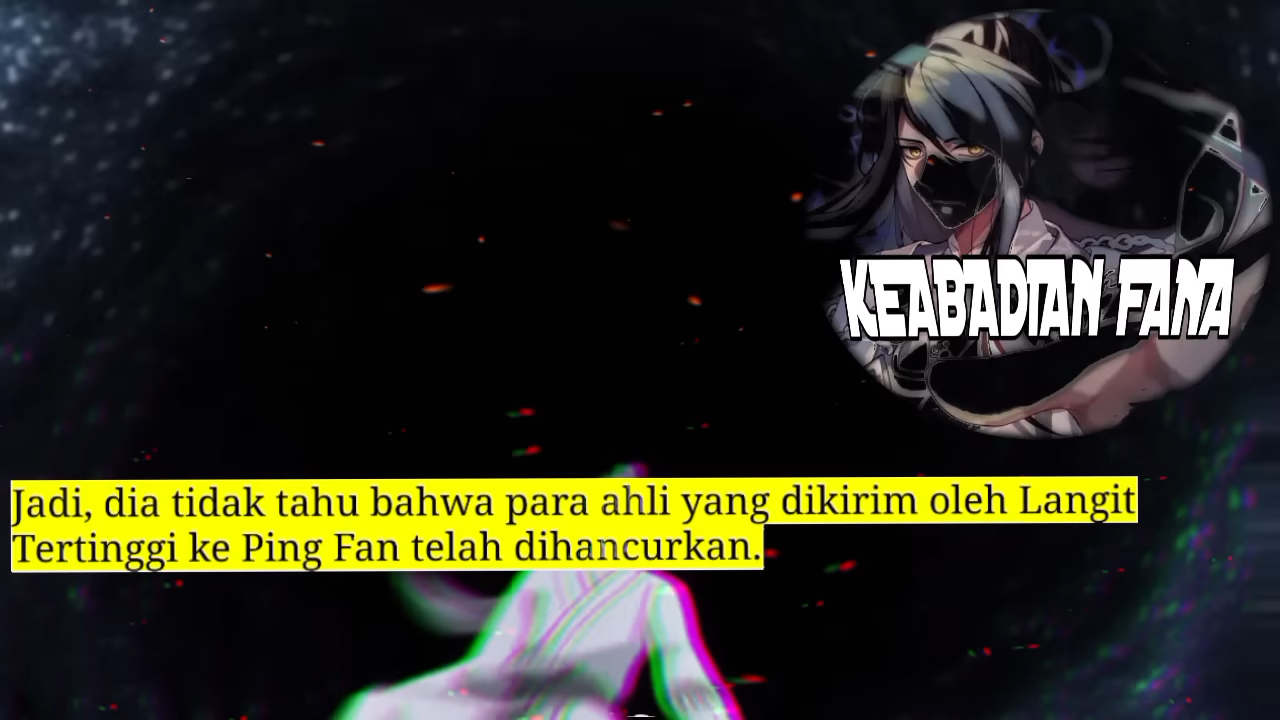 KEABADIAN FANA
Jadi, dia tidak tahu bahwa para ahli yang dikirim oleh Langit
Tertinggi ke Ping Fan telah dihancurkan.